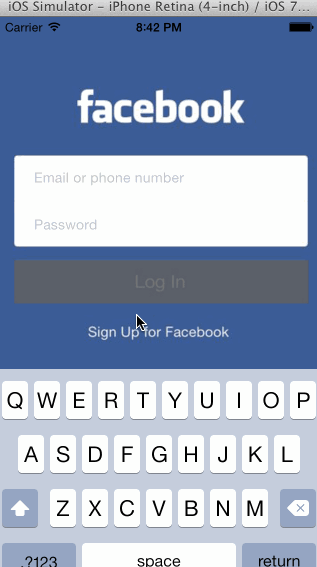 iOS Simulator - iPhone Retina (4-inch) / iOS 7...
Carrier 8:42 PM
facebook
Email or phone number
Password
Log In
Sign Up for Facebook
Q W E R T Y U I O P
A S D F G H J K L
Z X C V B N M
.?123 space return